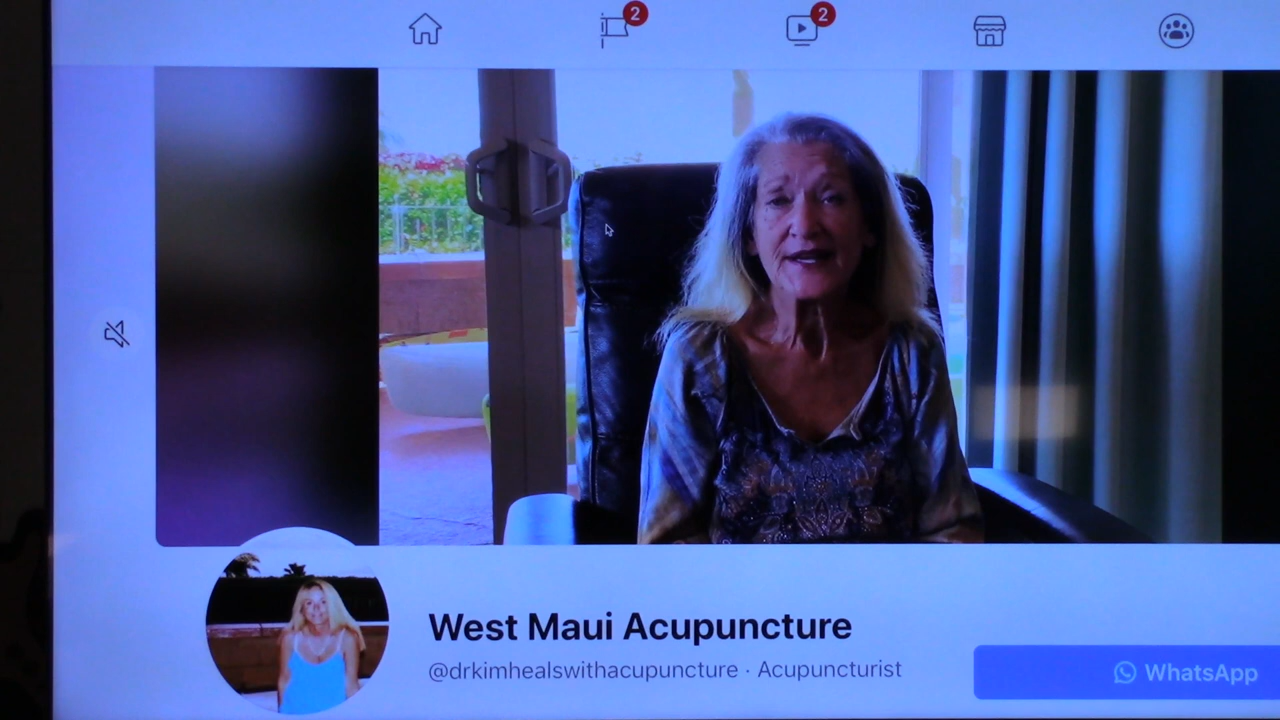 2
2
West Maui Acupuncture
@drkimhealswithacupuncture · Acupuncturist
WhatsApp